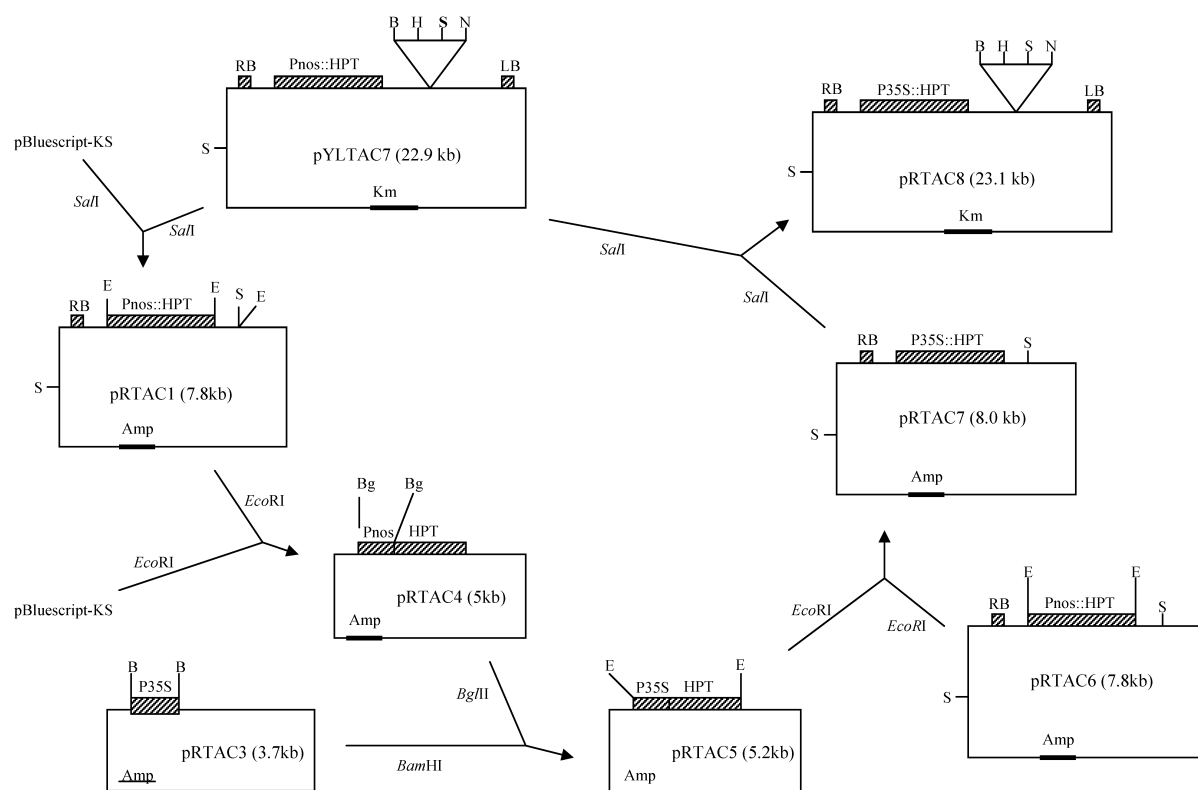 B H S N
RB Pnos::HPT LB
S
pYLTAC7 (22.9 kb)
Km
pBluescript-KS
SalI
SalI
B H S N
RB P35S::HPT LB
S
pRTAC8 (23.1 kb)
Km
SalI
SalI
E E S E
RB Pnos::HPT
S
pRTAC1 (7.8kb)
Amp
RB P35S::HPT S
pRTAC7 (8.0 kb)
S
Amp
EcoRI
EcoRI
pBluescript-KS
Bg Bg
Pnos HPT
pRTAC4 (5kb)
Amp
B B
P35S
pRTAC3 (3.7kb)
Amp
BglII
BamHI
E E
P35S HPT
pRTAC5 (5.2kb)
Amp
EcoRI
EcoRI
E E
RB Pnos::HPT S
pRTAC6 (7.8kb)
S
Amp